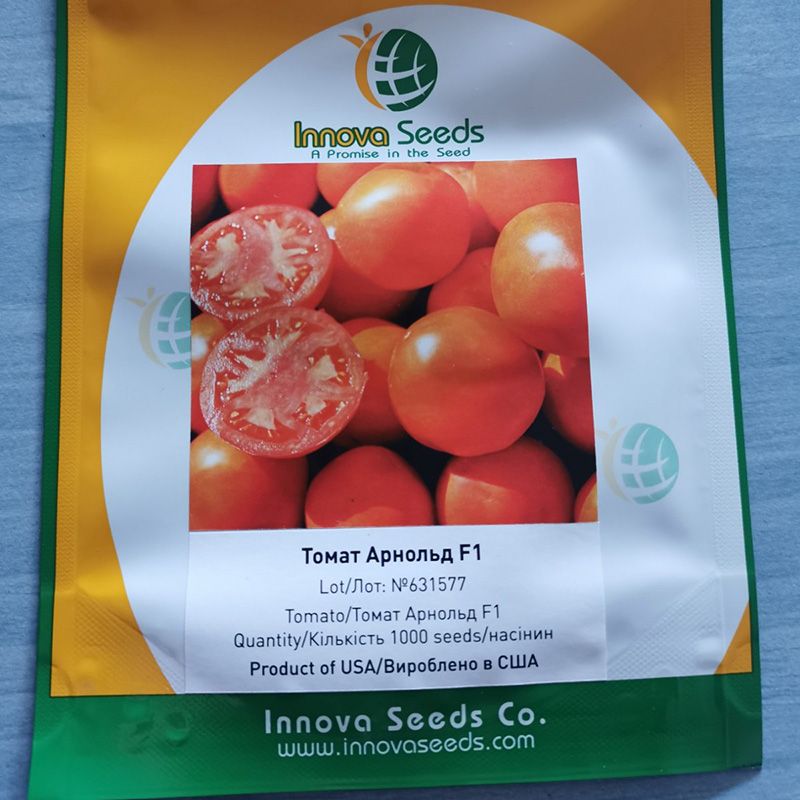 Innova Seeds
A Promise in the Seed
Томат Арнольд F1
Lot/Лот: №631577
Tomato/Томат Арнольд F1
Quantity/Кількість 1000 seeds/насінин
Product of USA/Вироблено в США
Innova Seeds Co.
www.innovaseeds.com